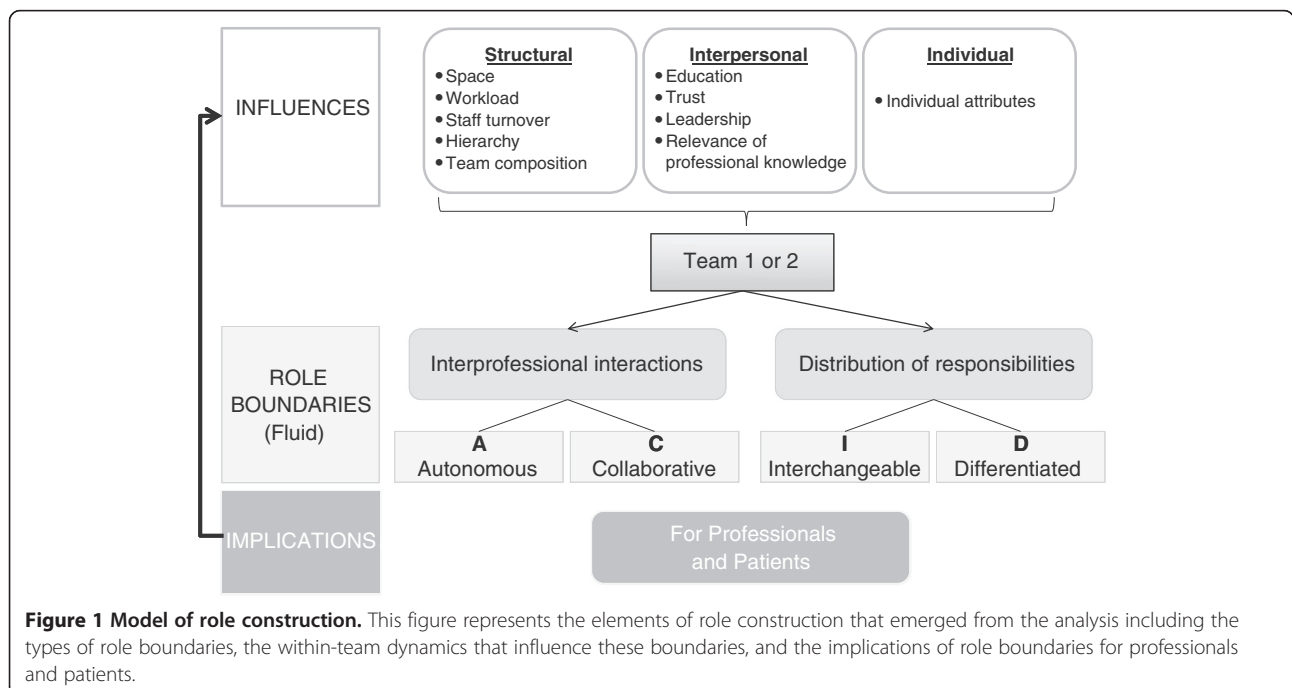 INFLUENCES
Structural
• Space
• Workload
• Staff turnover
• Hierarchy
• Team composition
Interpersonal
• Education
• Trust
• Leadership
• Relevance of
professional knowledge
Individual
• Individual attributes
Team 1 or 2
ROLE
BOUNDARIES
(Fluid)
Interprofessional interactions
Distribution of responsibilities
A
Autonomous
C
Collaborative
I
Interchangeable
D
Differentiated
IMPLICATIONS
For Professionals
and Patients
Figure 1 Model of role construction. This figure represents the elements of role construction that emerged from the analysis including the
types of role boundaries, the within-team dynamics that influence these boundaries, and the implications of role boundaries for professionals
and patients.